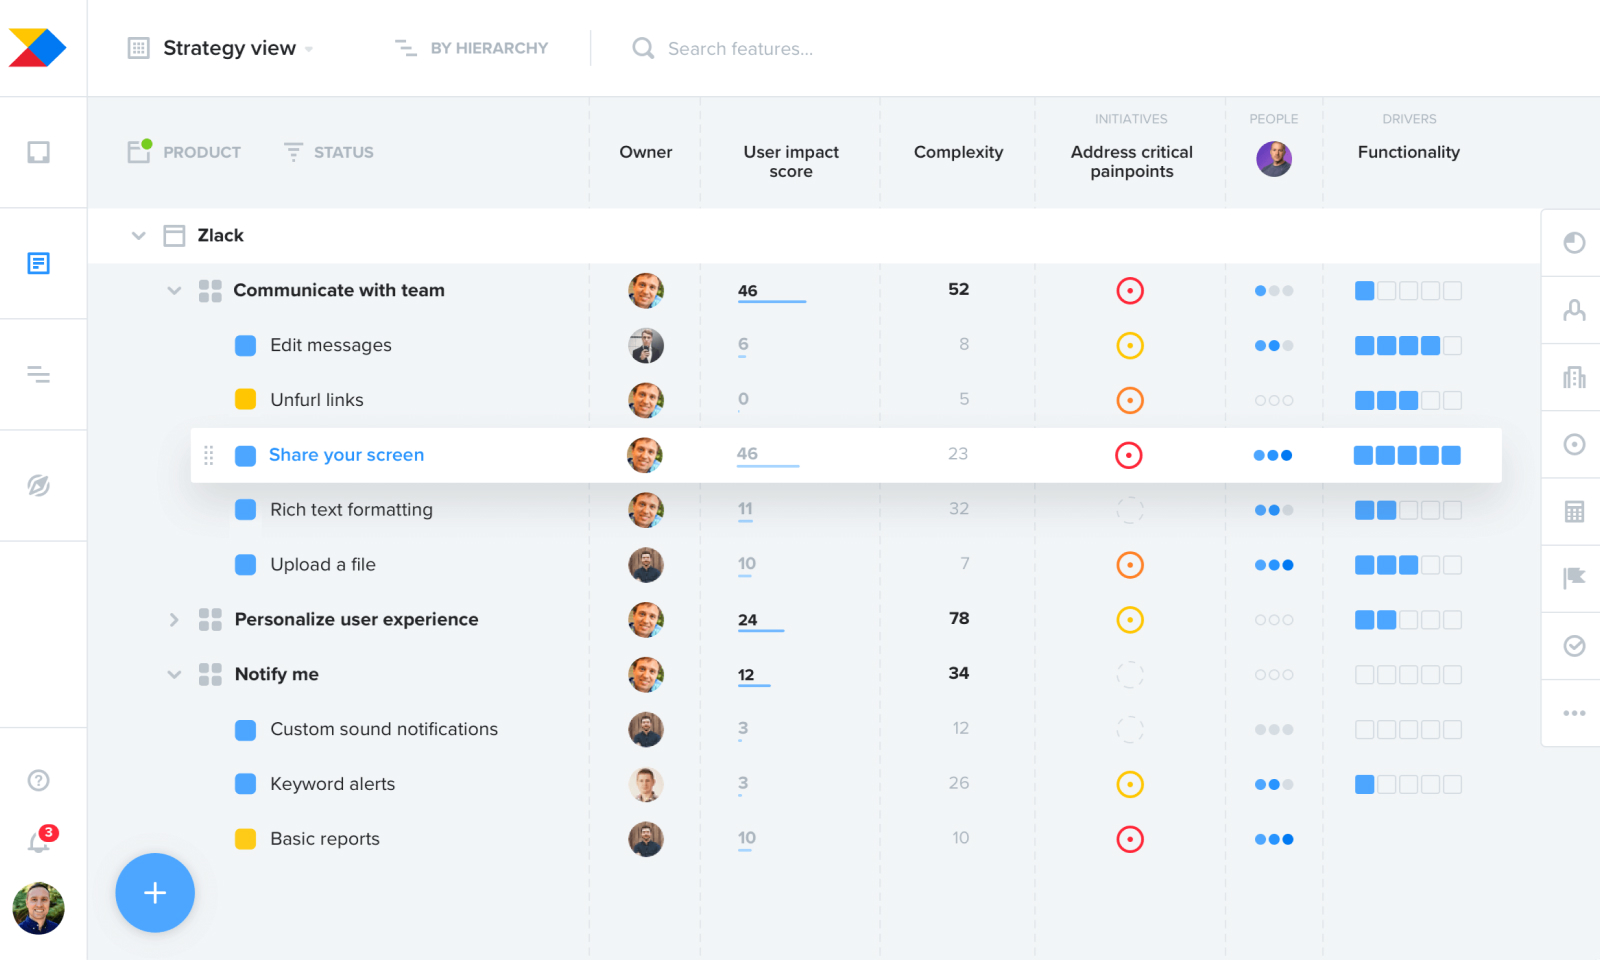 Strategy view
BY HIERARCHY
Search features...
INITIATIVES
PEOPLE
DRIVERS
PRODUCT
STATUS
Owner
User impact
score
Complexity
Address critical
painpoints
Functionality
Zlack
Communicate with team 46 52
Edit messages 6 8
Unfurl links 0 5
Share your screen 46 23
Rich text formatting 11 32
Upload a file 10 7
Personalize user experience 24 78
Notify me 12 34
Custom sound notifications 3 12
Keyword alerts 3 26
Basic reports 10 10
?
3
+